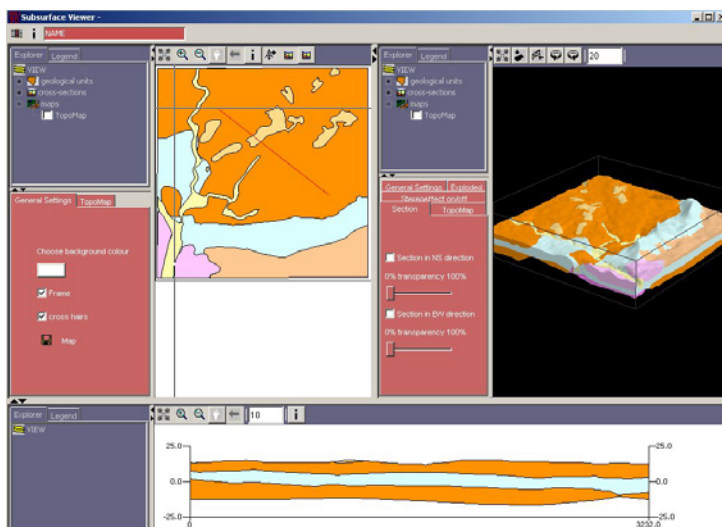 Subsurface Viewer -
NAME
Explorer Legend
VIEW
geological units
cross-sections
maps
TopoMap
General Settings TopoMap
Choose background colour
Frame
cross hairs
Map
Explorer Legend
VIEW
geological units
cross-sections
maps
TopoMap
General Settings Exploded
Section TopoMap
Section in NS direction
0% transparency 100%
Section in EW direction
0% transparency 100%
20
Explorer Legend
VIEW
10
25.0 25.0
0.0 0.0
-25.0 -25.0
0 3232.0